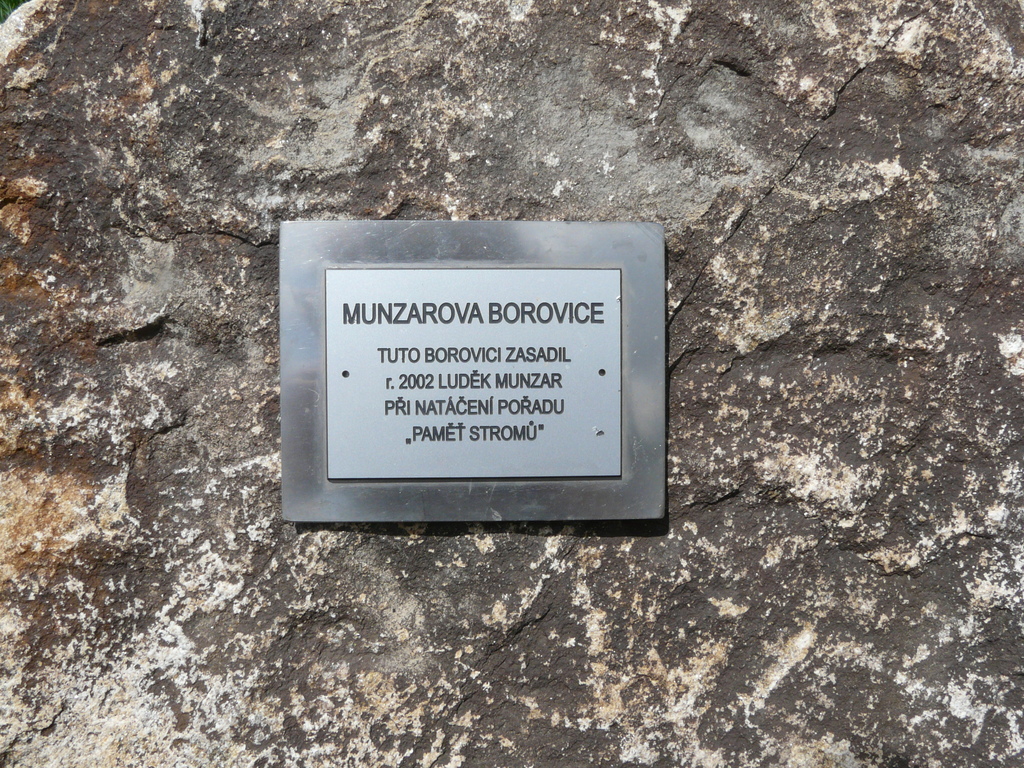 MUNZAROVA BOROVICE
TUTO BOROVICI ZASADIL
r. 2002 LUDĚK MUNZAR
PŘI NATÁČENÍ POŘADU
„PAMĚŤ STROMŮ"